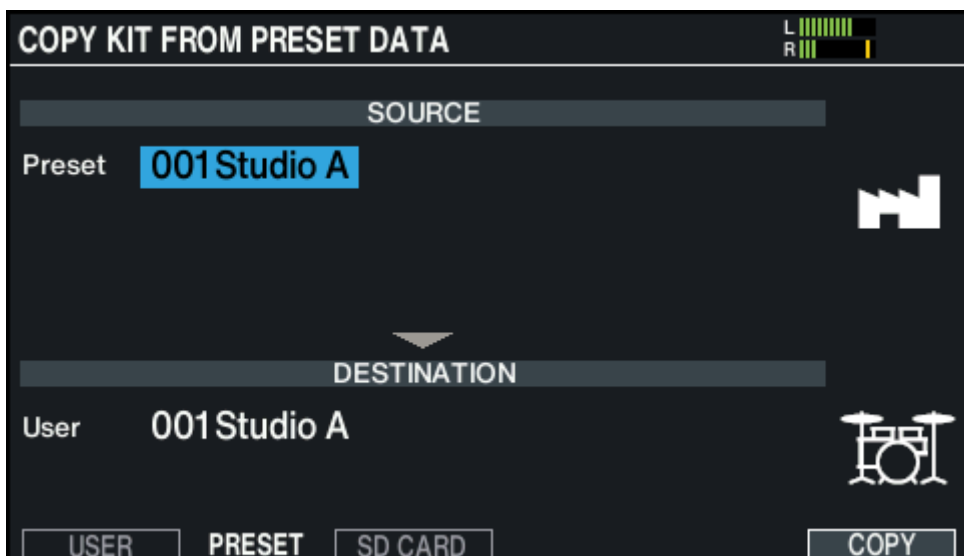 COPY KIT FROM PRESET DATA
L
R
SOURCE
Preset 001 Studio A
DESTINATION
User 001 Studio A
USER PRESET SD CARD COPY